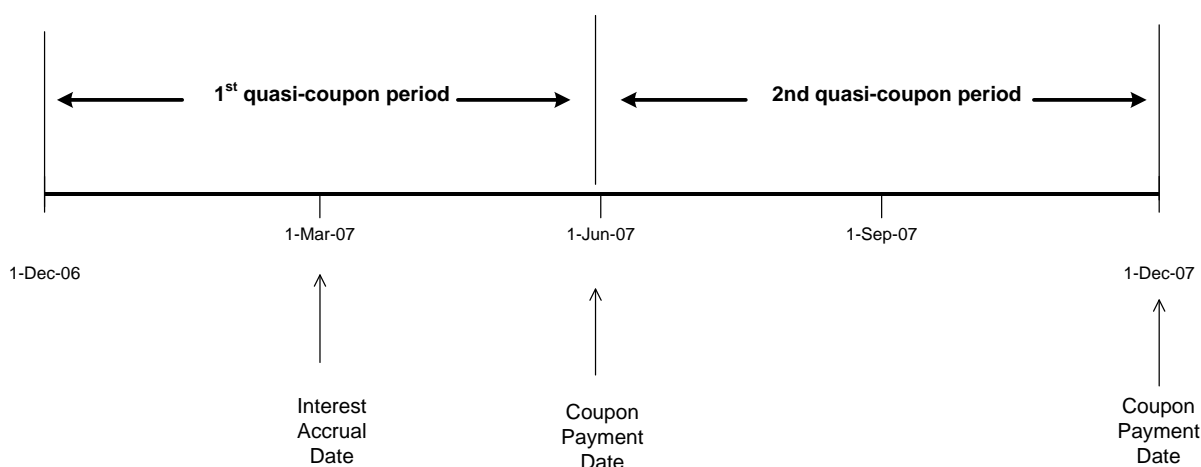 1st quasi-coupon period
2nd quasi-coupon period
1-Mar-07
1-Jun-07
1-Sep-07
1-Dec-06
1-Dec-07
Interest
Accrual
Date
Coupon
Payment
Date
Coupon
Payment
Date